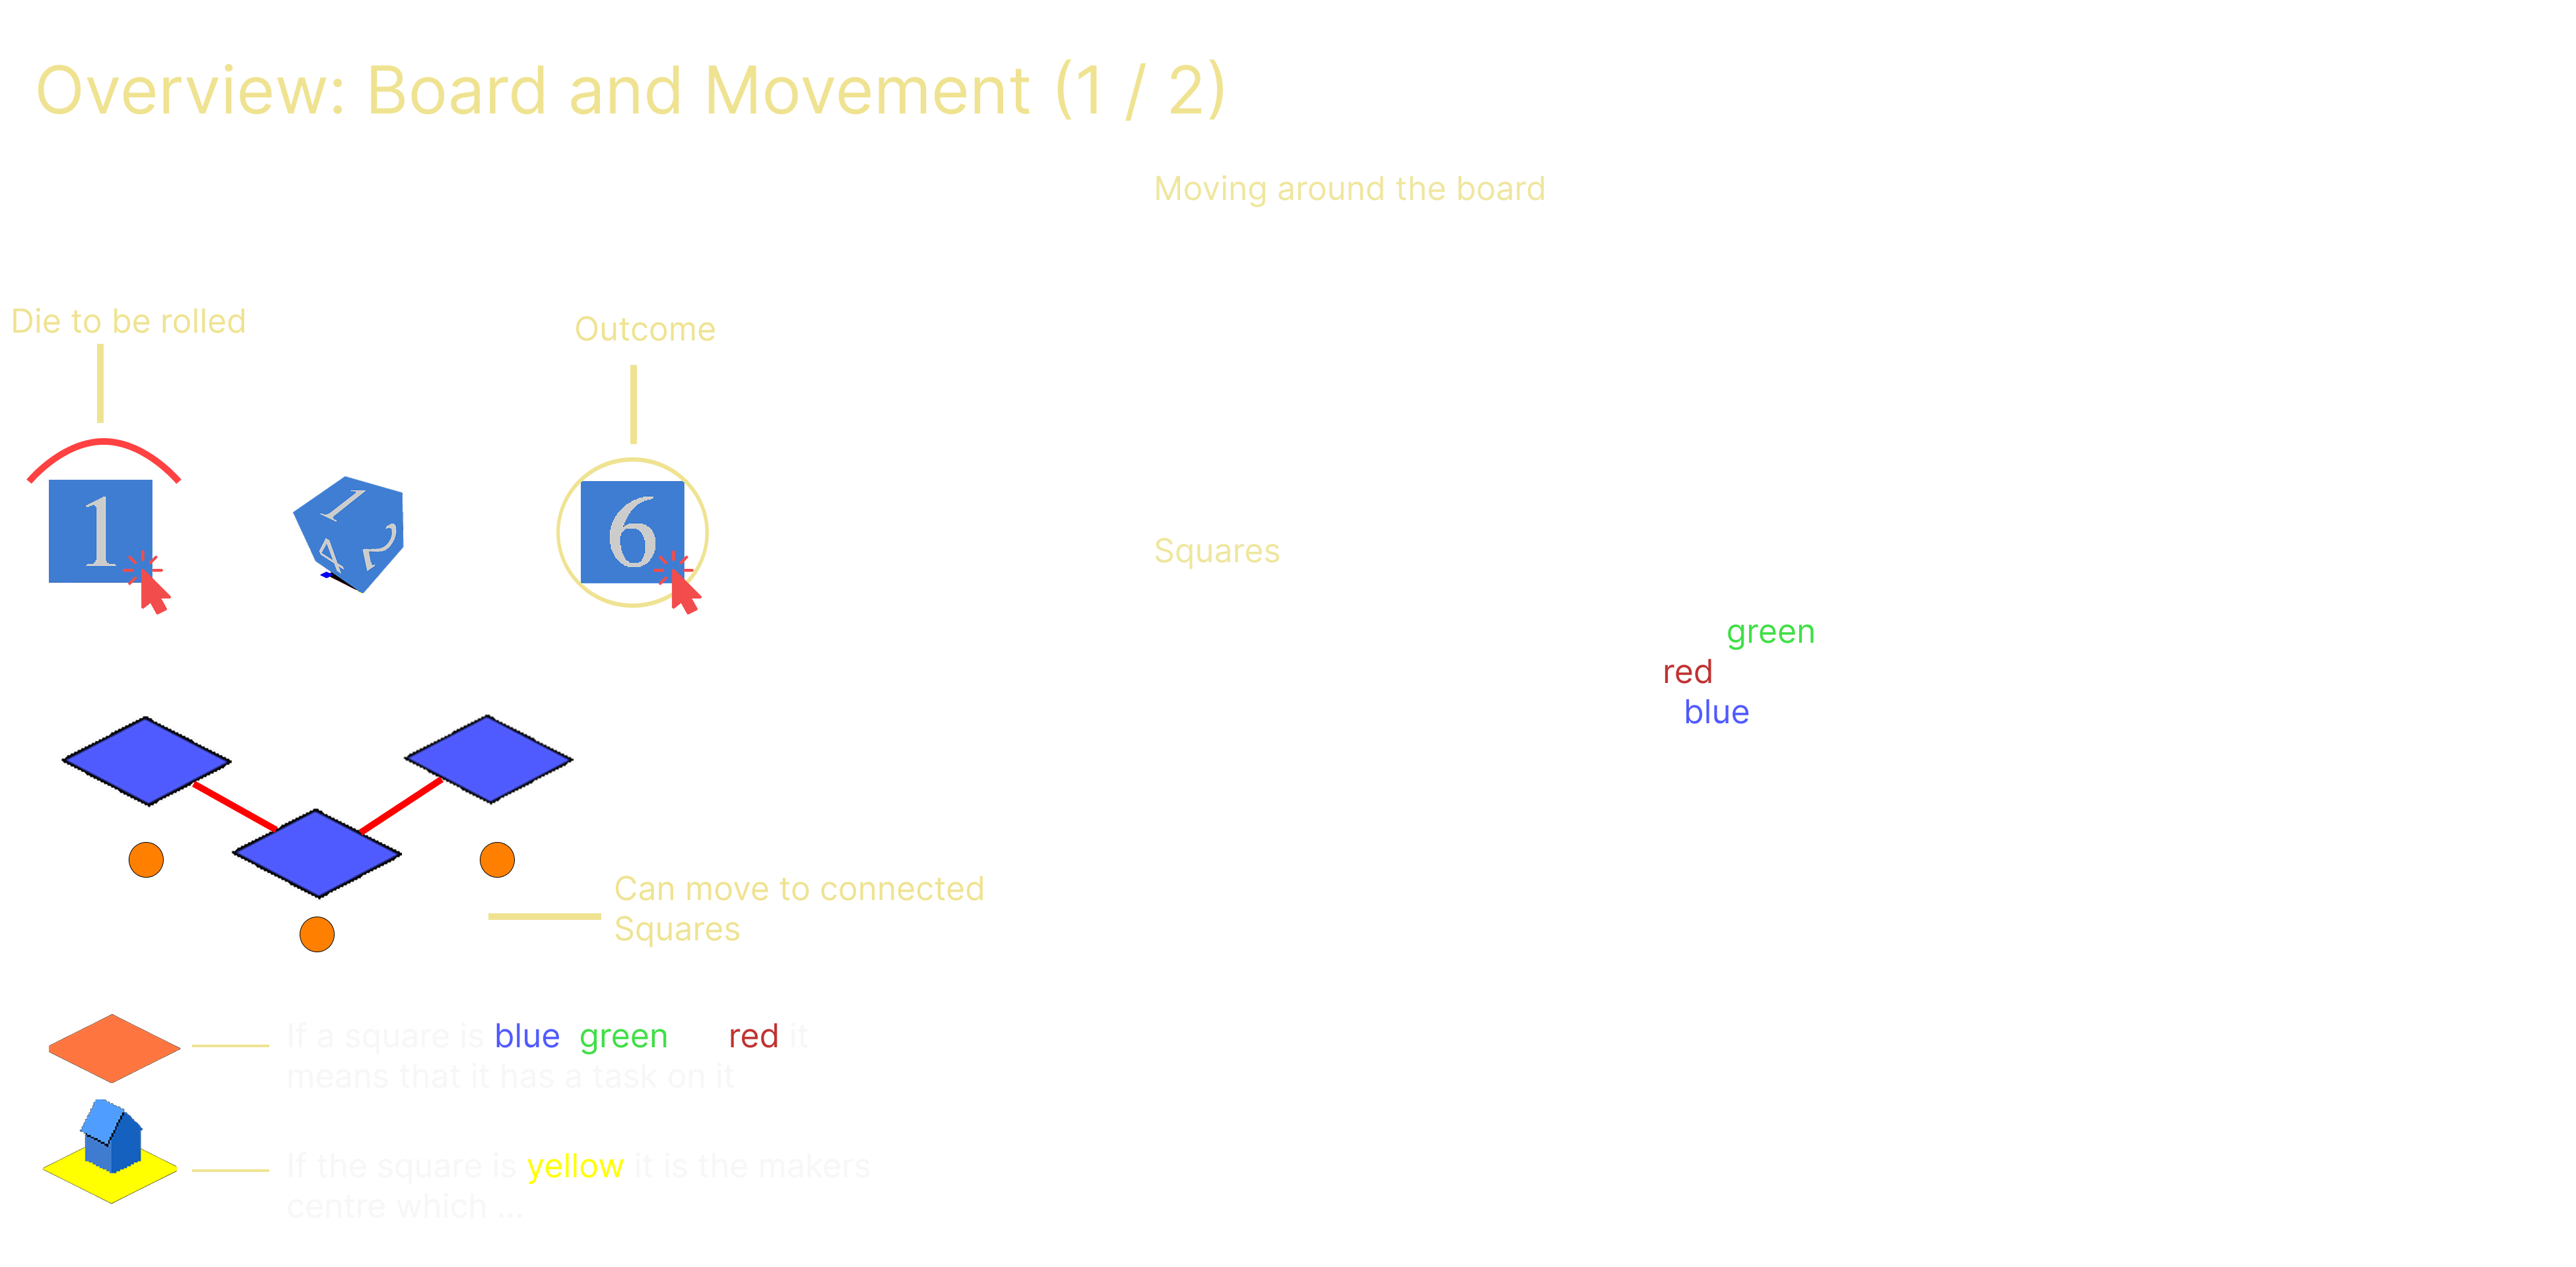 Overview: Board and Movement (1 / 2)
Moving around the board
Die to be rolled
Outcome
1
1
4
2
6
Squares
green
red
blue
Can move to connected
Squares
If a square is blue green red it
means that it has a task on it
If the square is yellow it is the makers
centre which ...